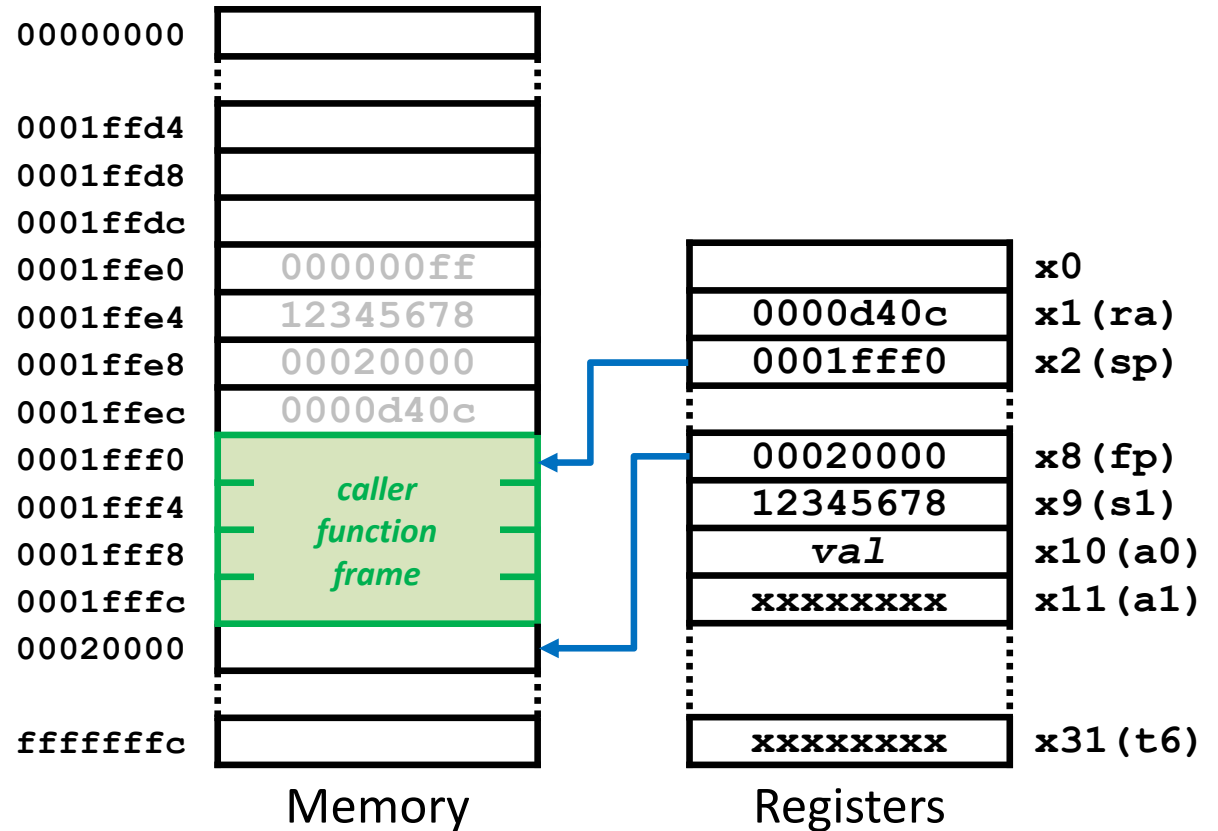 00000000
0001ffd4
0001ffd8
0001ffdc
0001ffe0 000000ff
0001ffe4 12345678
0001ffe8 00020000
0001ffec 0000d40c
0001fff0
0001fff4
0001fff8
0001fffc
caller
function
frame
00020000
fffffffc
Memory
x0
0000d40c x1(ra)
0001fff0 x2(sp)
00020000 x8(fp)
12345678 x9(s1)
val x10(a0)
xxxxxxxx x11(a1)
xxxxxxxx x31(t6)
Registers